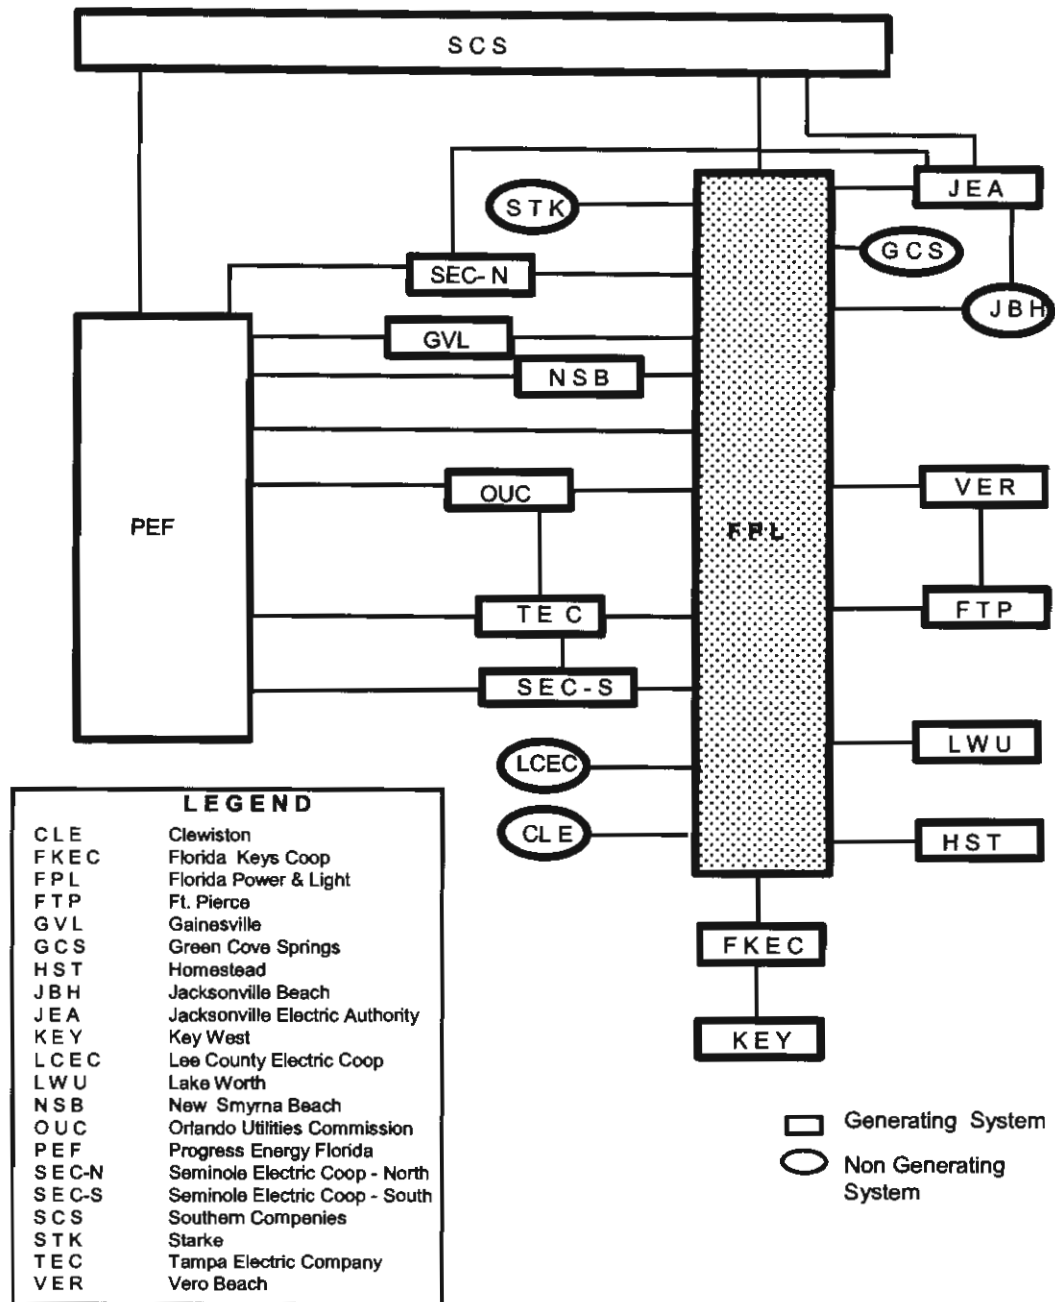 SCS
JEA
STK
GCS
SEC-N
JBH
GVL
NSB
VER
OUC
PEF
FPL
TEC
FTP
SEC-S
LWU
LCEC
CLE
HST
LEGEND
CLE Clewiston
FKEC Florida Keys Coop
FPL Florida Power & Light
FTP Ft. Pierce
GVL Gainesville
GCS Green Cove Springs
HST Homestead
JBH Jacksonville Beach
JEA Jacksonville Electric Authority
KEY Key West
LCEC Lee County Electric Coop
LWU Lake Worth
NSB New Smyrna Beach
OUC Orlando Utilities Commission
PEF Progress Energy Florida
SEC-N Seminole Electric Coop - North
SEC-S Seminole Electric Coop - South
SCS Southern Companies
STK Starke
TEC Tampa Electric Company
VER Vero Beach
FKEC
KEY
Generating System
Non Generating
System